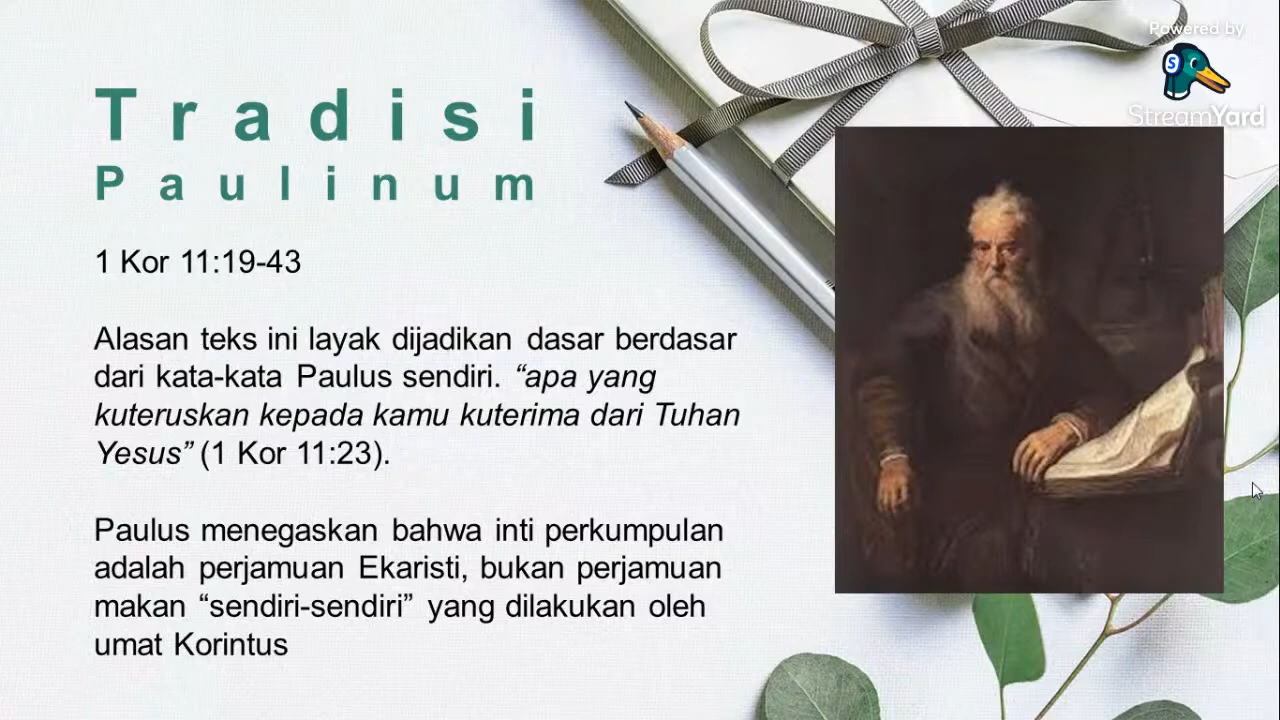 Powered by
StreamYard
Tradisi
Paulinum
1 Kor 11:19-43
Alasan teks ini layak dijadikan dasar berdasar
dari kata-kata Paulus sendiri. “apa yang
kuteruskan kepada kamu kuterima dari Tuhan
Yesus” (1 Kor 11:23).
Paulus menegaskan bahwa inti perkumpulan
adalah perjamuan Ekaristi, bukan perjamuan
makan “sendiri-sendiri” yang dilakukan oleh
umat Korintus